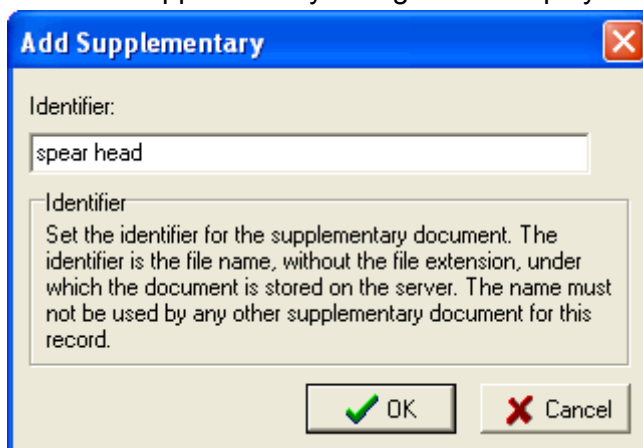 Add Supplementary
Identifier:
spear head
Identifier
Set the identifier for the supplementary document. The
identifier is the file name, without the file extension, under
which the document is stored on the server. The name must
not be used by any other supplementary document for this
record.
OK
Cancel